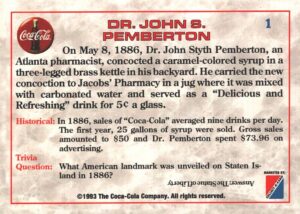 DR. JOHN S.
PEMBERTON
1
Coca-Cola
On May 8, 1886, Dr. John Styth Pemberton, an
Atlanta pharmacist, concocted a caramel-colored syrup in a
three-legged brass kettle in his backyard. He carried the new
concoction to Jacobs' Pharmacy in a jug where it was
mixed with carbonated water and served as a "Delicious and
Refreshing" drink for 5¢ a glass.
Historical: In 1886, sales of "Coca-Cola" averaged nine drinks per day.
The first year, 25 gallons of syrup were sold. Gross sales
amounted to $50 and Dr. Pemberton spent $73.96 on
advertising.
Trivia
Question: What American landmark was unveiled on Staten Is-
land in 1886?
Answer: The Statue of Liberty
©1993 The Coca-Cola Company. All rights reserved.
MARKETED BY: